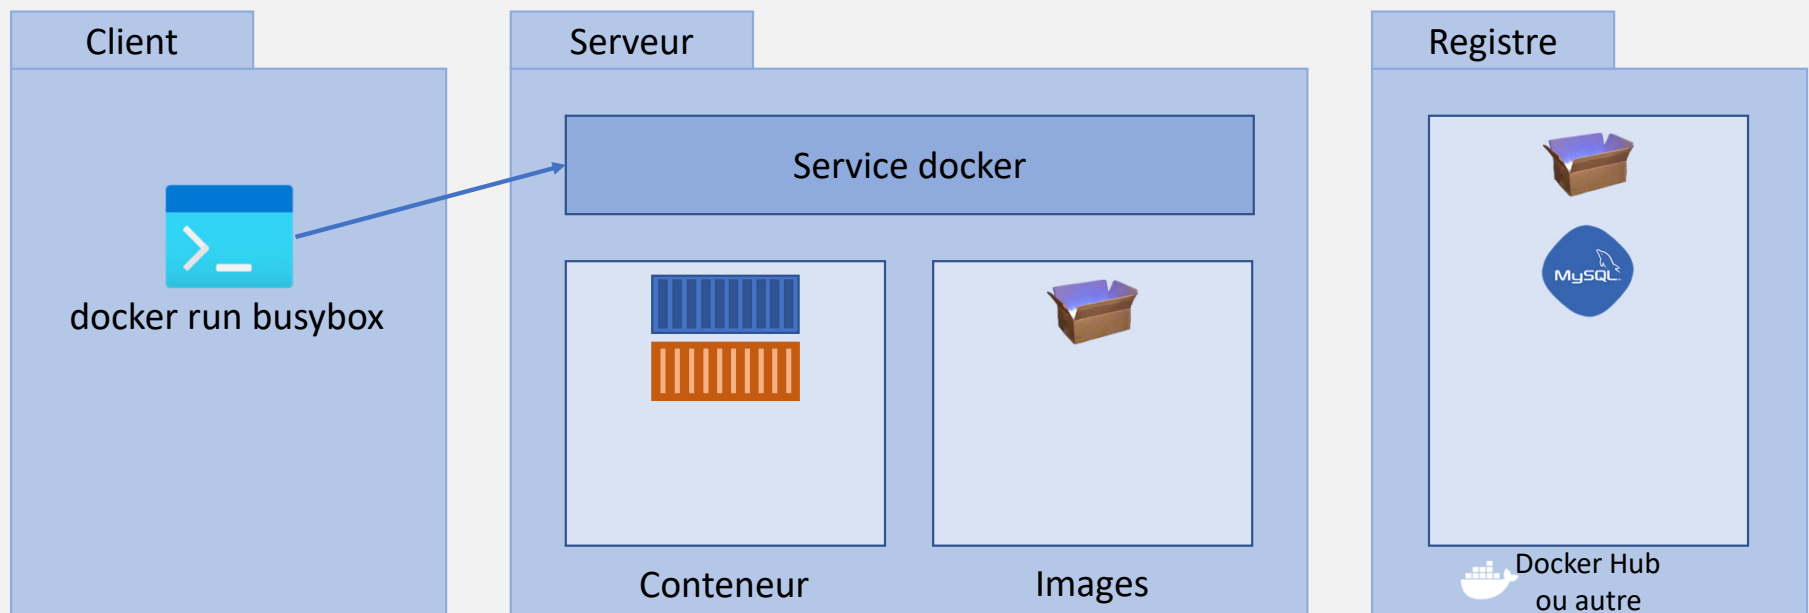 Client
Serveur
Registre
Service docker
MySQL
docker run busybox
Conteneur
Images
Docker Hub
ou autre